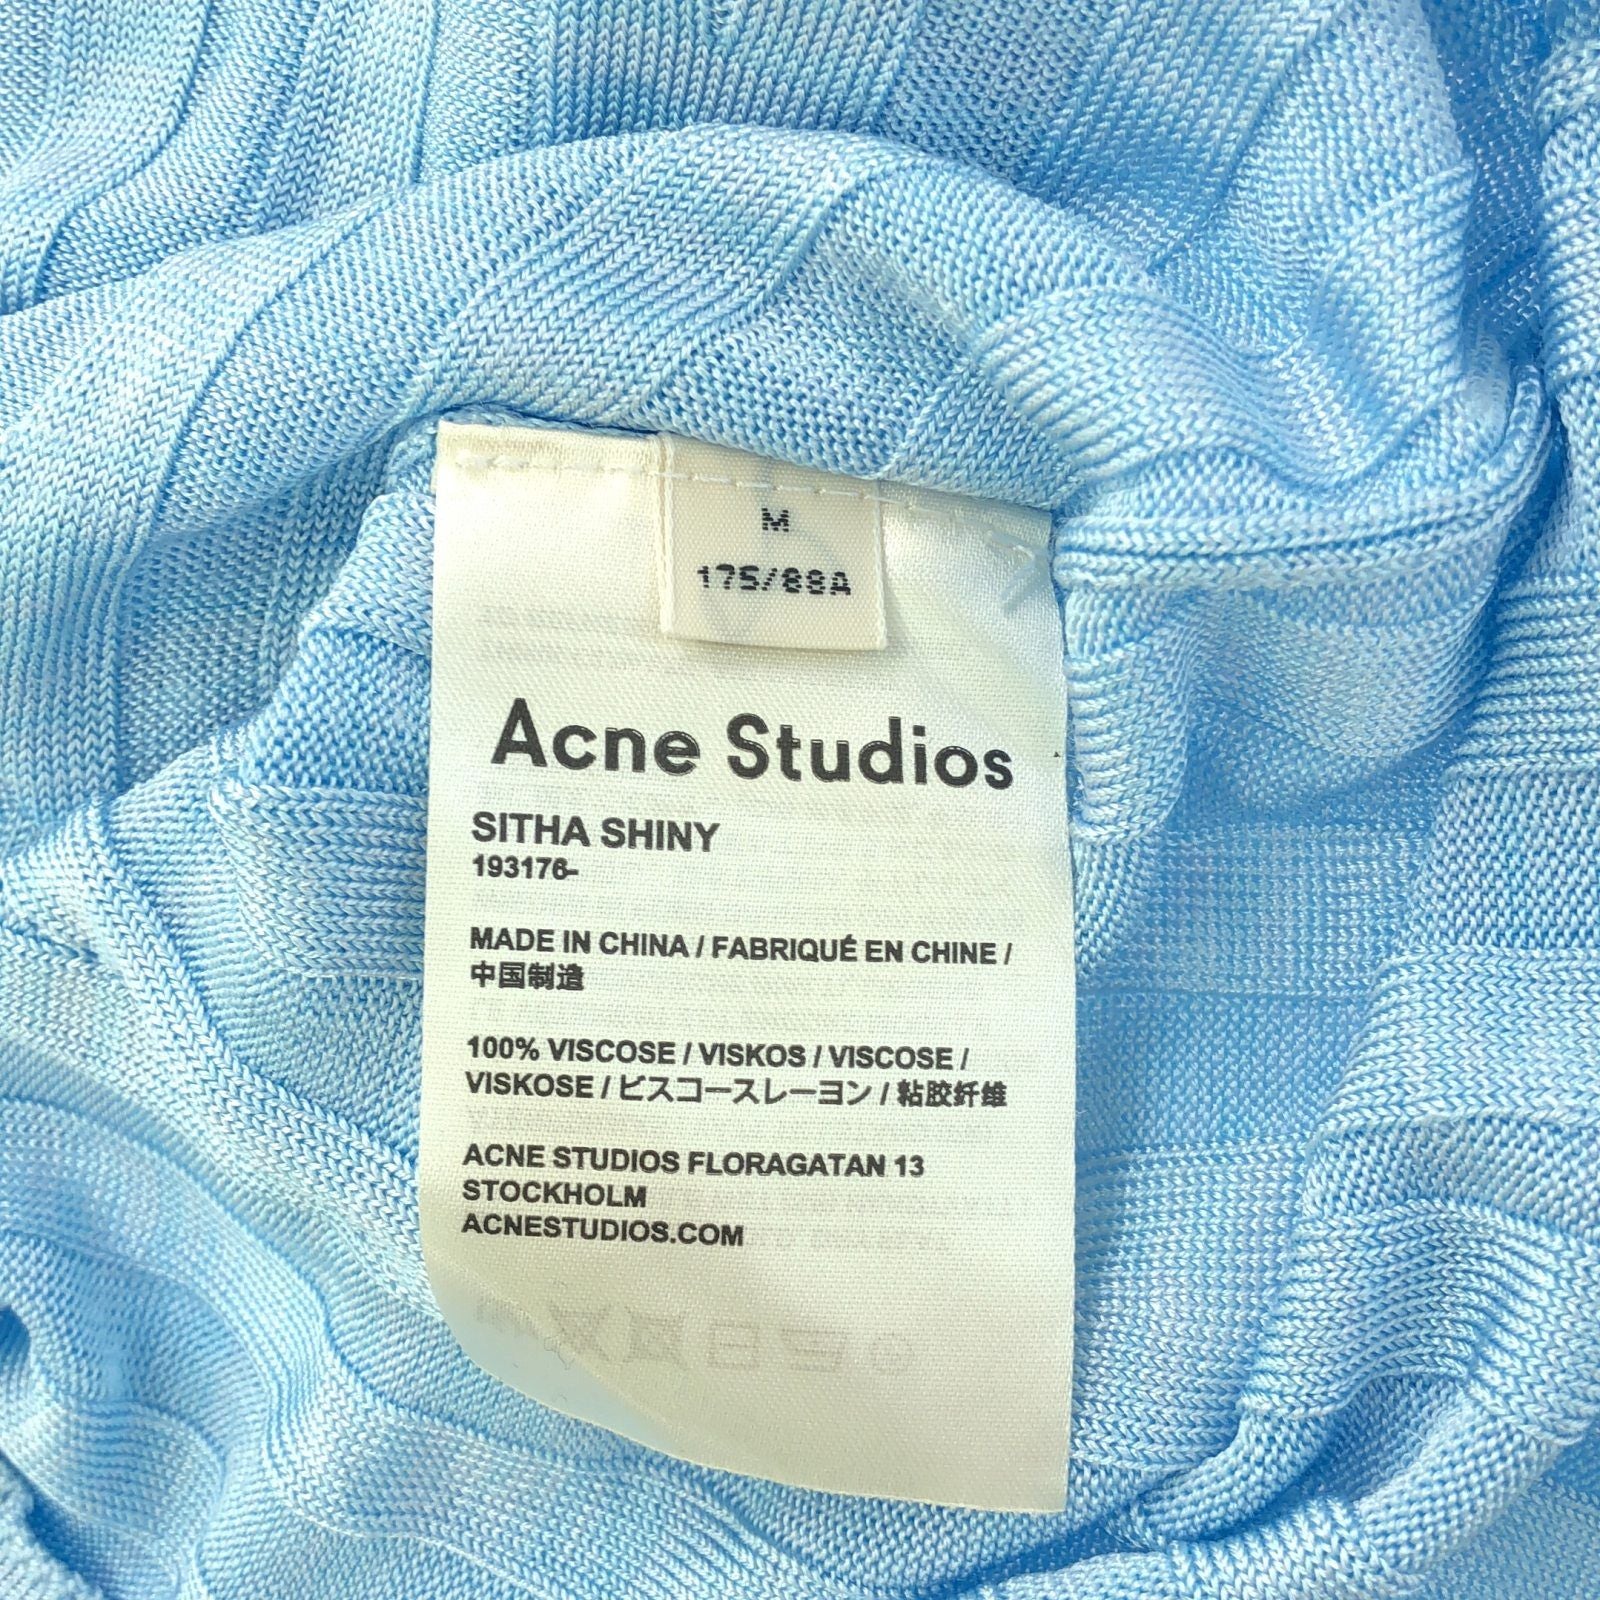 M
175/88A
Acne Studios
SITHA SHINY
193176-
MADE IN CHINA / FABRIQUÉ EN CHINE /
中国制造
100% VISCOSE / VISKOS / VISCOSE /
VISKOSE / ビスコースレーヨン / 粘胶纤维
ACNE STUDIOS FLORAGATAN 13
STOCKHOLM
ACNESTUDIOS.COM